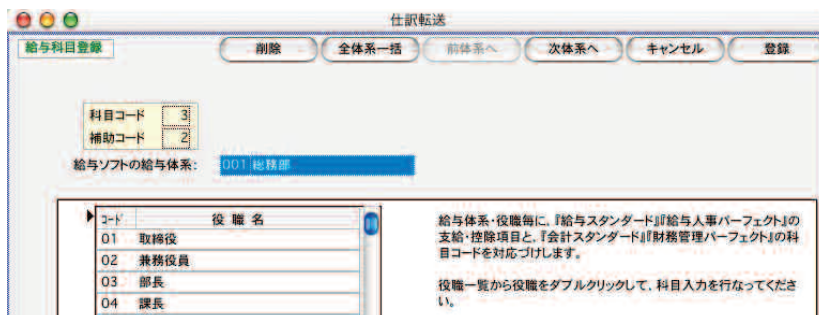 仕訳転送
給与科目登録 削除 全体系一括 前体系へ 次体系へ キャンセル 登録
科目コード 3
補助コード 2
給与ソフトの給与体系: 001 総務部
コード 役 職 名
01 取締役
02 兼務役員
03 部長
04 課長
給与体系・役職毎に、『給与スタンダード』『給与人事パーフェクト』の
支給・控除項目と、『会計スタンダード』『財務管理パーフェクト』の科
目コードを対応づけします。
役職一覧から役職をダブルクリックして、科目入力を行なってくださ
い。